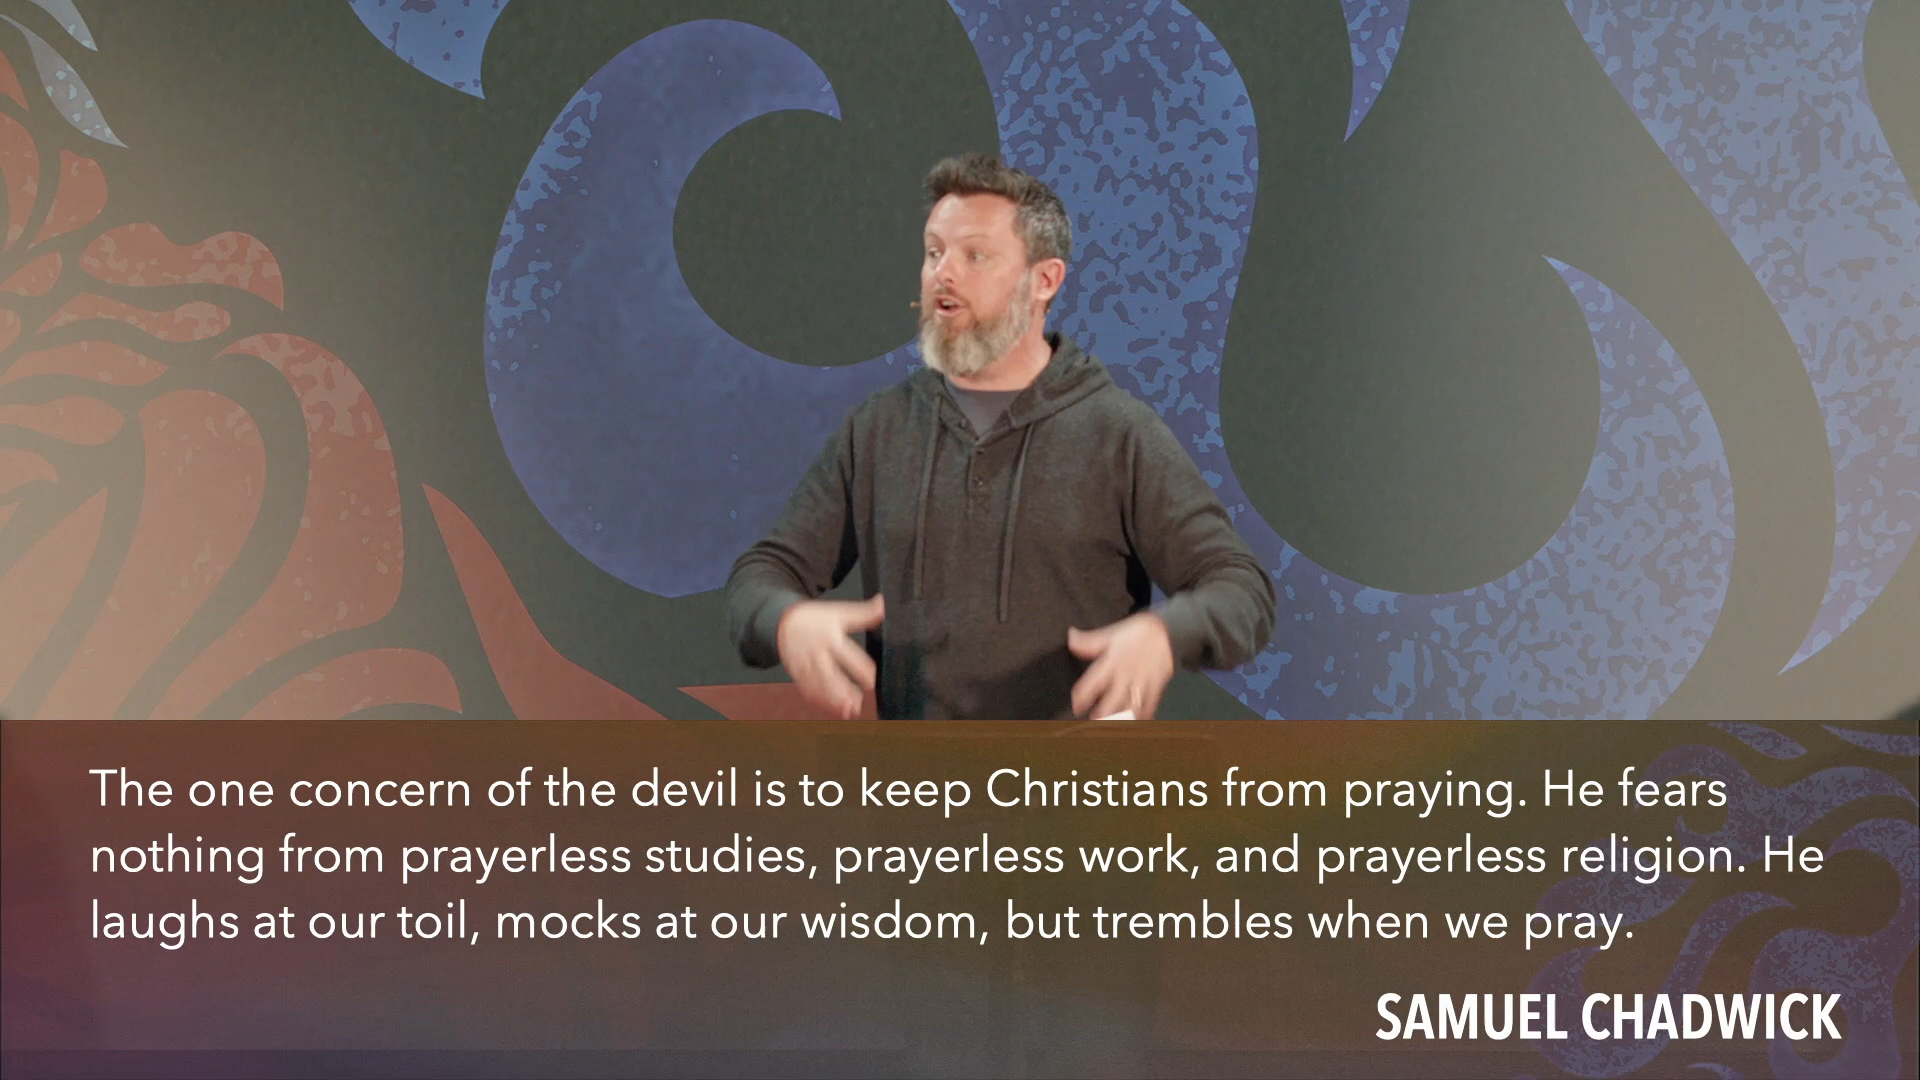 The one concern of the devil is to keep Christians from praying. He fears
nothing from prayerless studies, prayerless work, and prayerless religion. He
laughs at our toil, mocks at our wisdom, but trembles when we pray.
SAMUEL CHADWICK